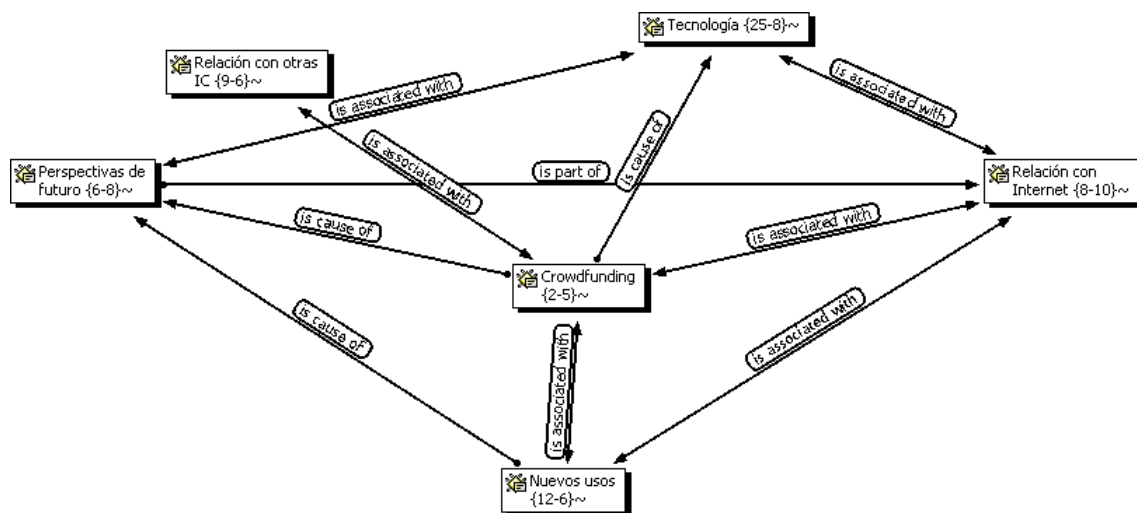 Tecnología {25-8}~
Relación con otras
IC {9-6}~
is associated with
is associated with
is associated with
is cause of
Perspectivas de
futuro {6-8}~
is part of
Relación con
Internet {8-10}~
is cause of
is associated with
Crowdfunding
{2-5}~
is cause of
is associated with
is associated with
Nuevos usos
{12-6}~